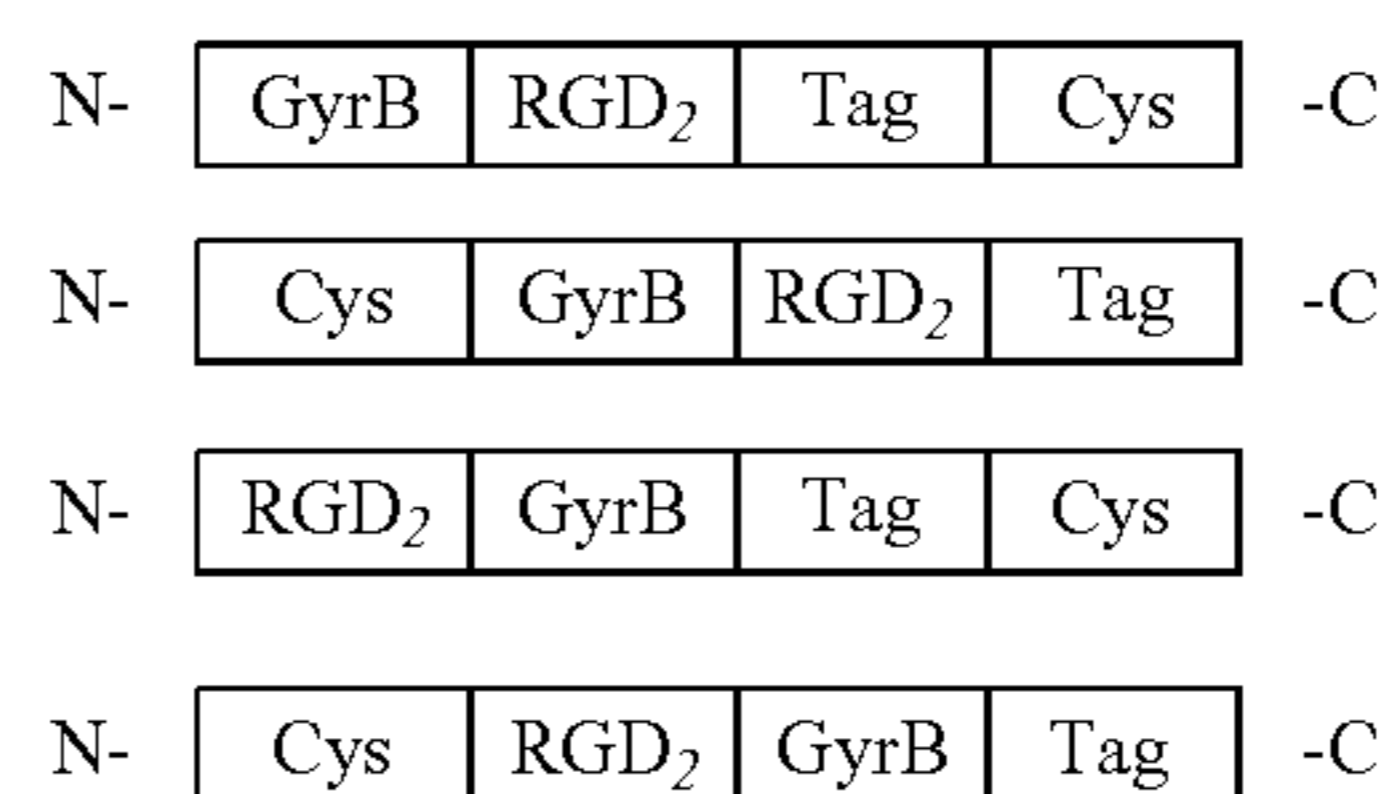 N- GyrB RGD₂ Tag Cys -C
N- Cys GyrB RGD₂ Tag -C
N- RGD₂ GyrB Tag Cys -C
N- Cys RGD₂ GyrB Tag -C